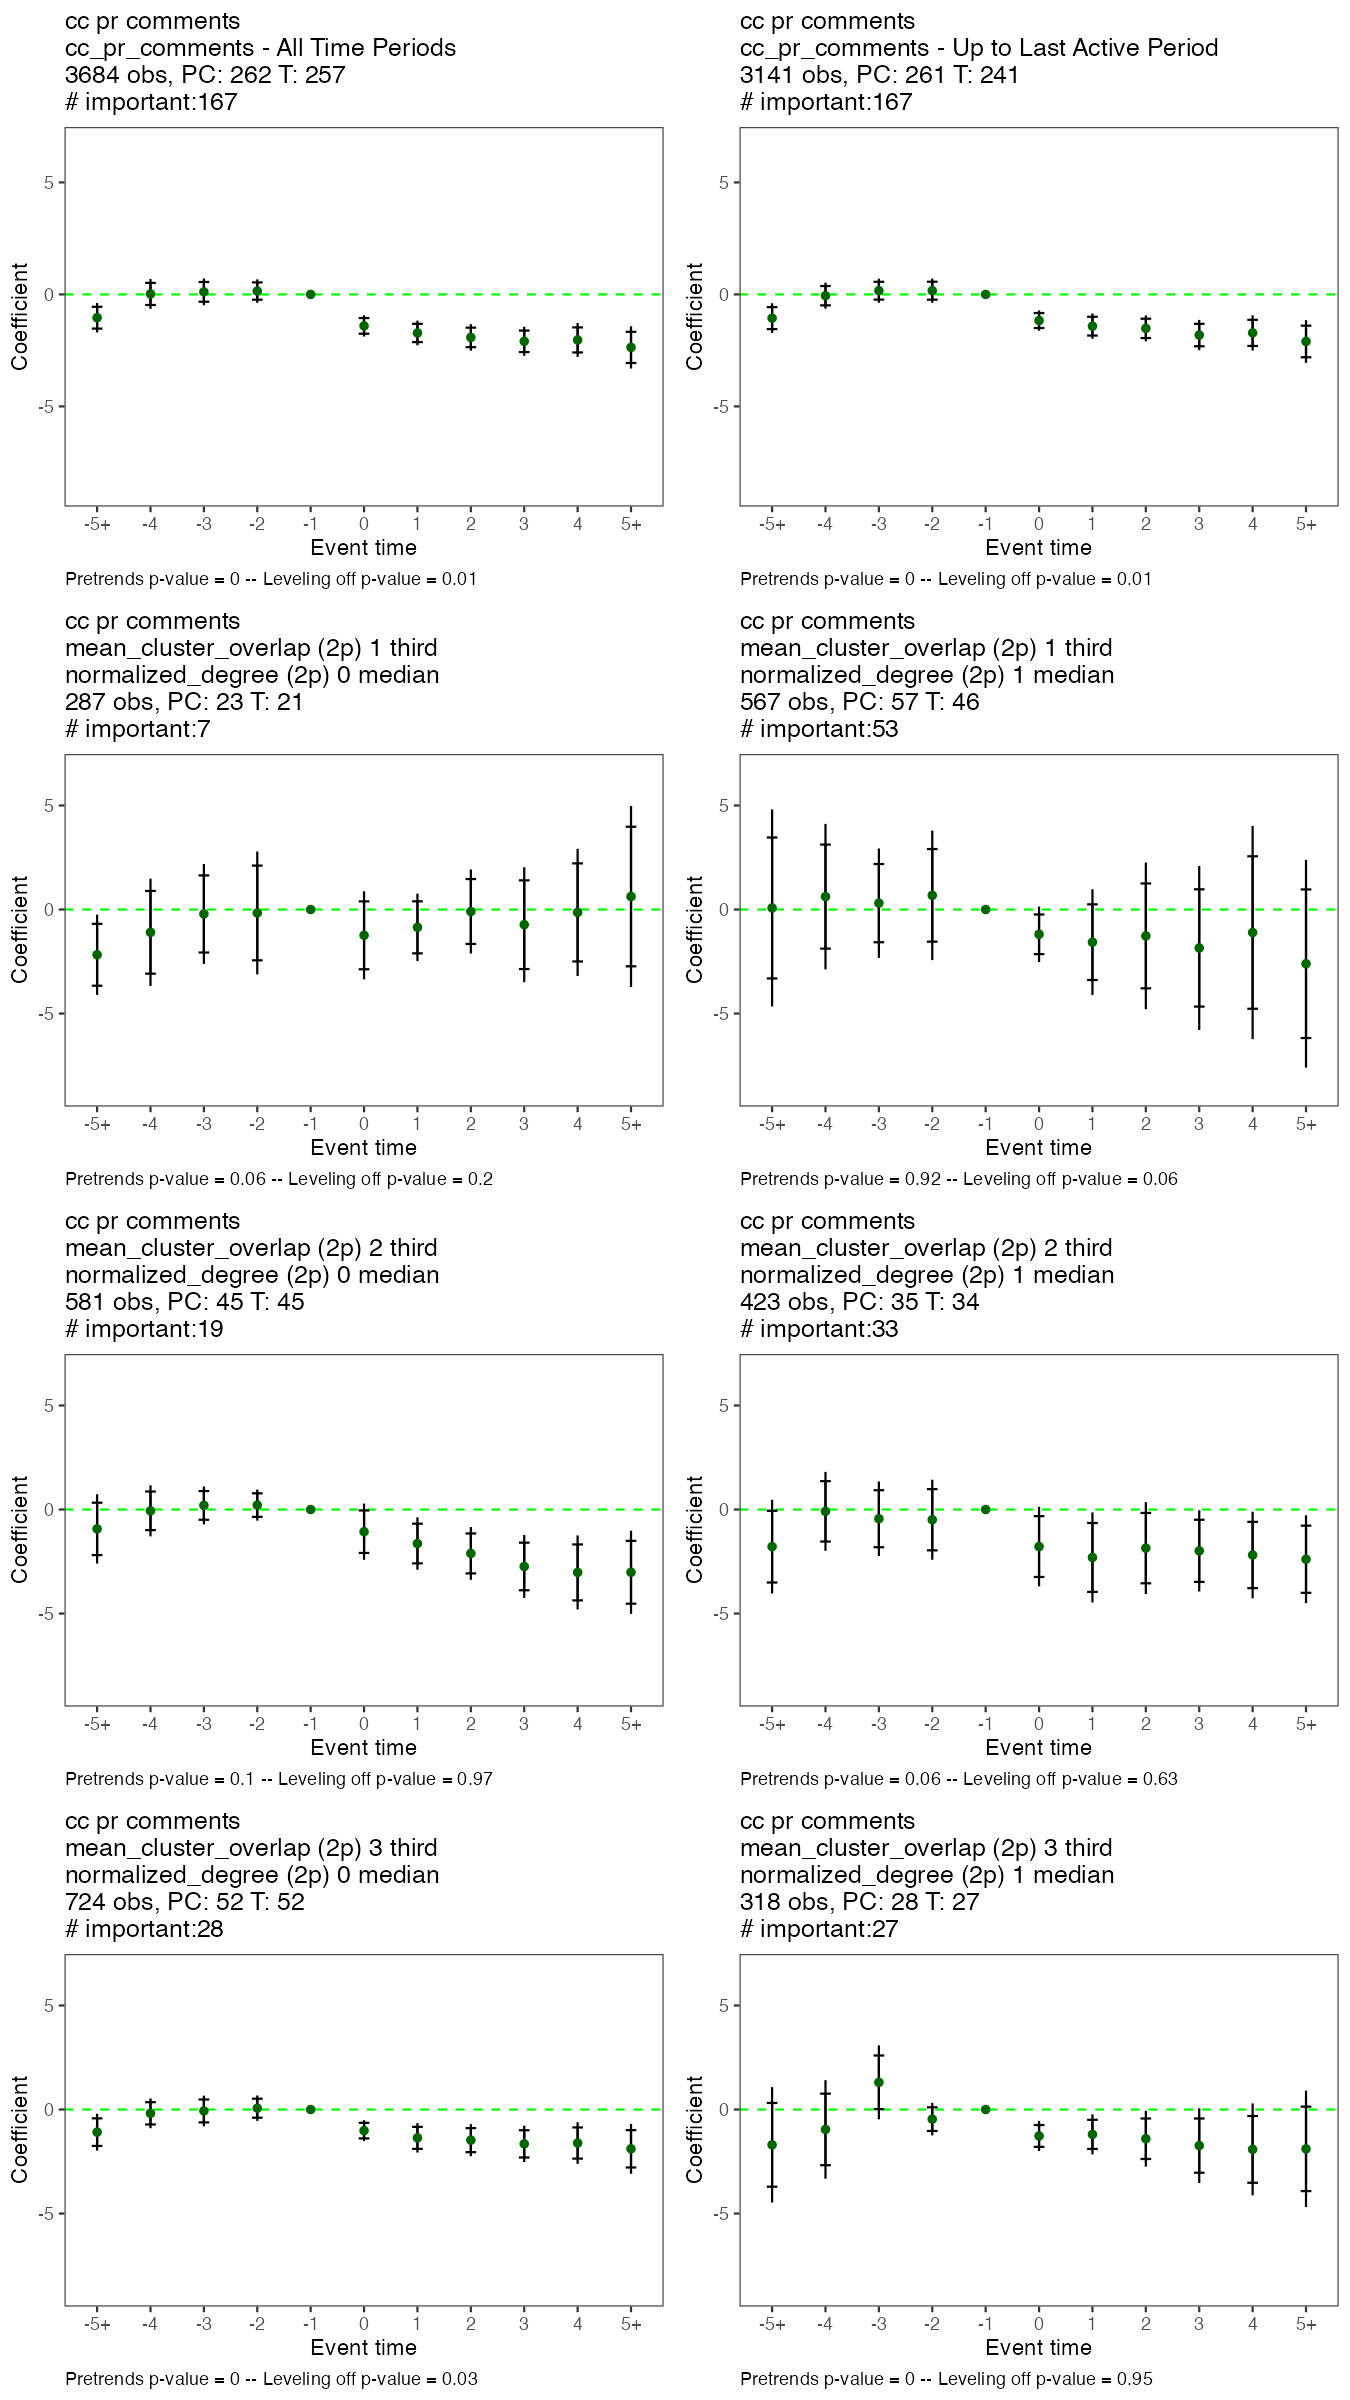 cc pr comments
cc_pr_comments - All Time Periods
3684 obs, PC: 262 T: 257
# important:167
5
0
-5
Coefficient
-5+ -4 -3 -2 -1 0 1 2 3 4 5+
Event time
Pretrends p-value = 0 -- Leveling off p-value = 0.01
cc pr comments
cc_pr_comments - Up to Last Active Period
3141 obs, PC: 261 T: 241
# important:167
5
0
-5
Coefficient
-5+ -4 -3 -2 -1 0 1 2 3 4 5+
Event time
Pretrends p-value = 0 -- Leveling off p-value = 0.01
cc pr comments
mean_cluster_overlap (2p) 1 third
normalized_degree (2p) 0 median
287 obs, PC: 23 T: 21
# important:7
5
0
-5
Coefficient
-5+ -4 -3 -2 -1 0 1 2 3 4 5+
Event time
Pretrends p-value = 0.06 -- Leveling off p-value = 0.2
cc pr comments
mean_cluster_overlap (2p) 1 third
normalized_degree (2p) 1 median
567 obs, PC: 57 T: 46
# important:53
5
0
-5
Coefficient
-5+ -4 -3 -2 -1 0 1 2 3 4 5+
Event time
Pretrends p-value = 0.92 -- Leveling off p-value = 0.06
cc pr comments
mean_cluster_overlap (2p) 2 third
normalized_degree (2p) 0 median
581 obs, PC: 45 T: 45
# important:19
5
0
-5
Coefficient
-5+ -4 -3 -2 -1 0 1 2 3 4 5+
Event time
Pretrends p-value = 0.1 -- Leveling off p-value = 0.97
cc pr comments
mean_cluster_overlap (2p) 2 third
normalized_degree (2p) 1 median
423 obs, PC: 35 T: 34
# important:33
5
0
-5
Coefficient
-5+ -4 -3 -2 -1 0 1 2 3 4 5+
Event time
Pretrends p-value = 0.06 -- Leveling off p-value = 0.63
cc pr comments
mean_cluster_overlap (2p) 3 third
normalized_degree (2p) 0 median
724 obs, PC: 52 T: 52
# important:28
5
0
-5
Coefficient
-5+ -4 -3 -2 -1 0 1 2 3 4 5+
Event time
Pretrends p-value = 0 -- Leveling off p-value = 0.03
cc pr comments
mean_cluster_overlap (2p) 3 third
normalized_degree (2p) 1 median
318 obs, PC: 28 T: 27
# important:27
5
0
-5
Coefficient
-5+ -4 -3 -2 -1 0 1 2 3 4 5+
Event time
Pretrends p-value = 0 -- Leveling off p-value = 0.95